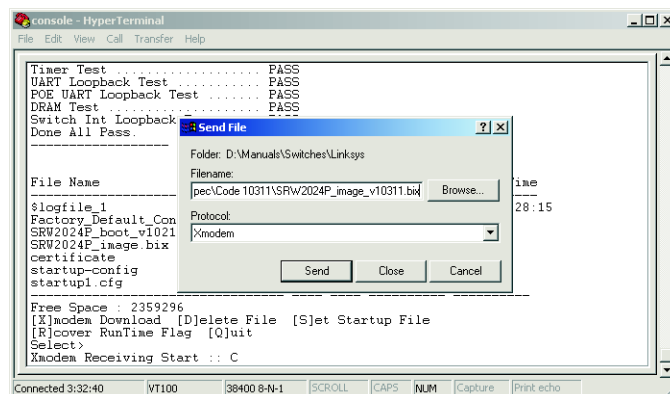 console - HyperTerminal
File Edit View Call Transfer Help
Timer Test ................... PASS
UART Loopback Test ........... PASS
POE UART Loopback Test ....... PASS
DRAM Test .................... PASS
Switch Int Loopback
Done All Pass.
Send File
Folder: D:\Manuals\Switches\Linksys
Filename:
pec\Code 10311\SRW2024P_image_v10311.bix
Browse...
Protocol:
Xmodem
Send Close Cancel
File Name
$logfile_1 28:15
Factory_Default_Con
SRW2024P_boot_v1021
SRW2024P_image.bix
certificate
startup-config
startup1.cfg
Free Space : 2359296
[X]modem Download [D]elete File [S]et Startup File
[R]cover RunTime Flag [Q]uit
Select>
Xmodem Receiving Start :: C
Connected 3:32:40 VT100 38400 8-N-1 SCROLL CAPS NUM Capture Print echo